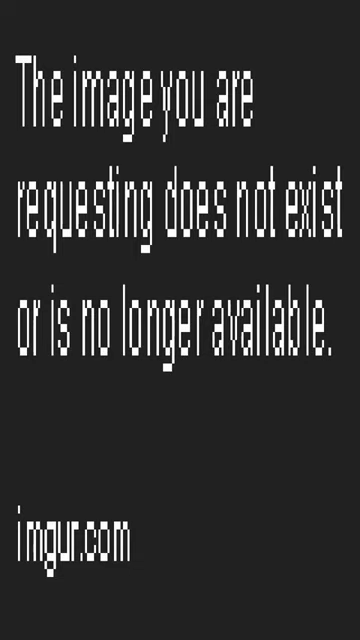 The image you are
requesting does not exist
or is no longer available.
imgur.com